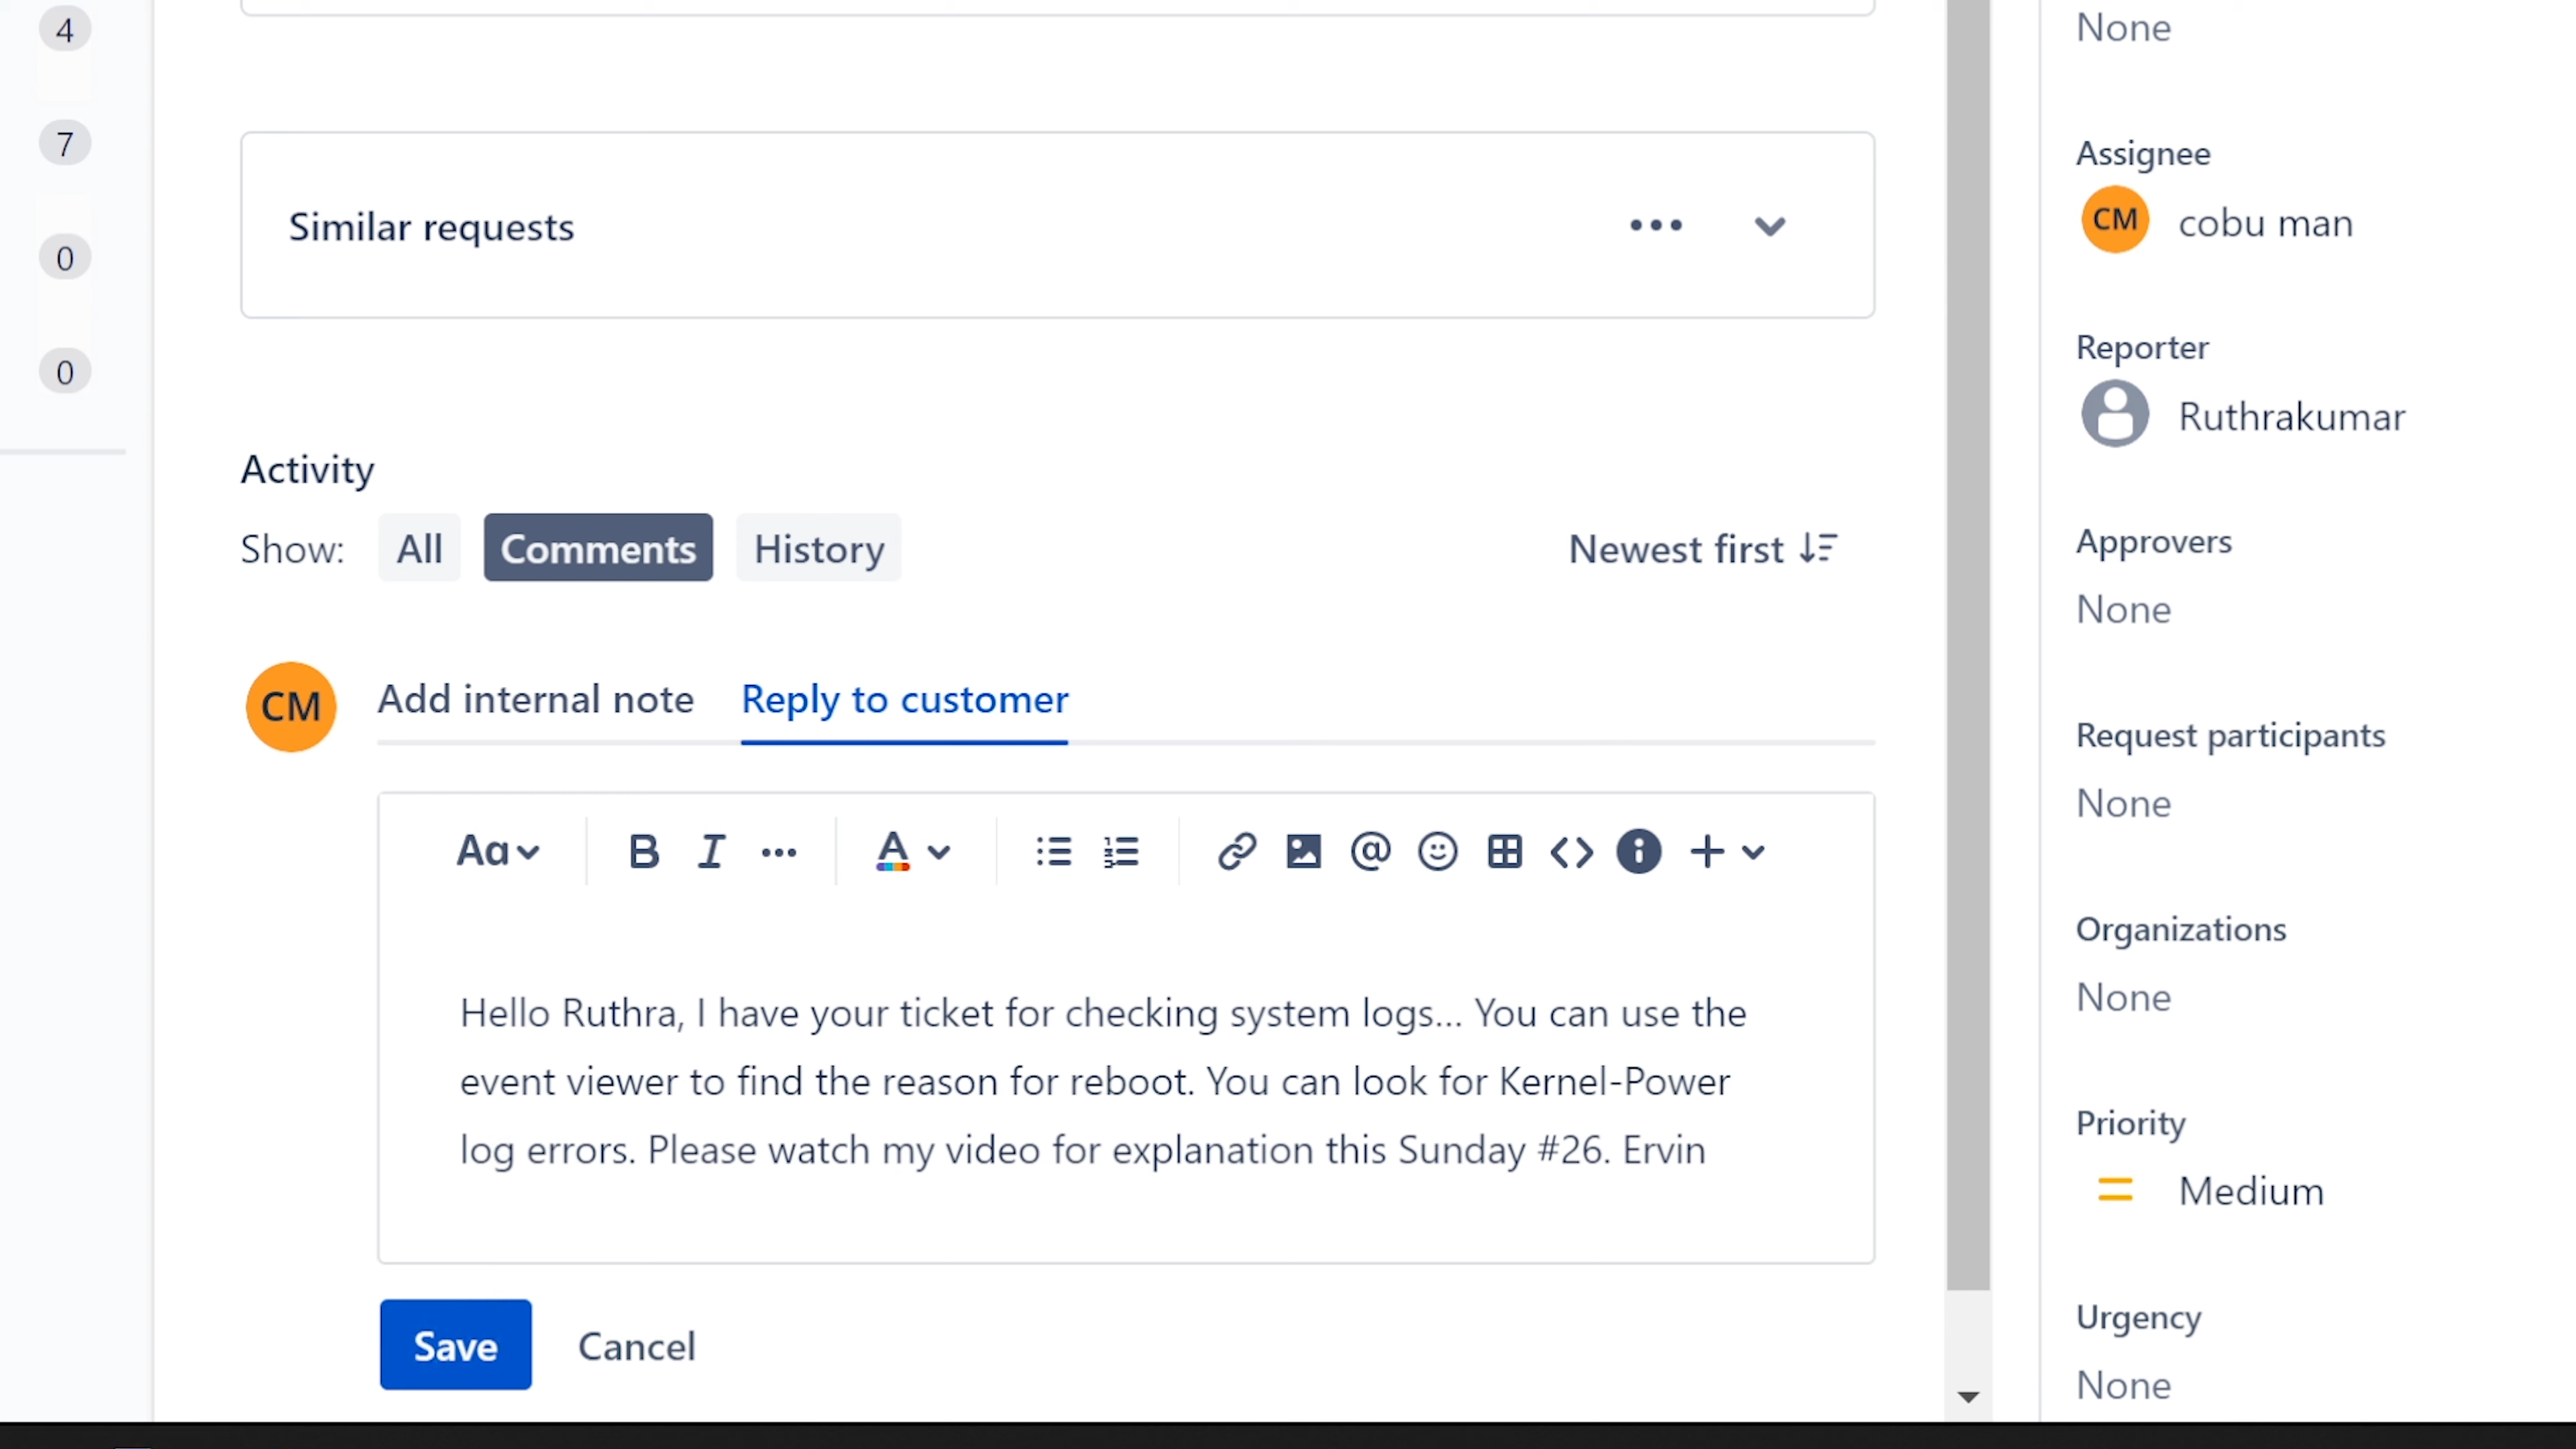 4
7
0
0
Similar requests
Activity
Show: All Comments History Newest first
CM Add internal note Reply to customer
Aa B I A @
Hello Ruthra, I have your ticket for checking system logs... You can use the
event viewer to find the reason for reboot. You can look for Kernel-Power
log errors. Please watch my video for explanation this Sunday #26. Ervin
Save Cancel
None
Assignee
CM cobu man
Reporter
Ruthrakumar
Approvers
None
Request participants
None
Organizations
None
Priority
Medium
Urgency
None